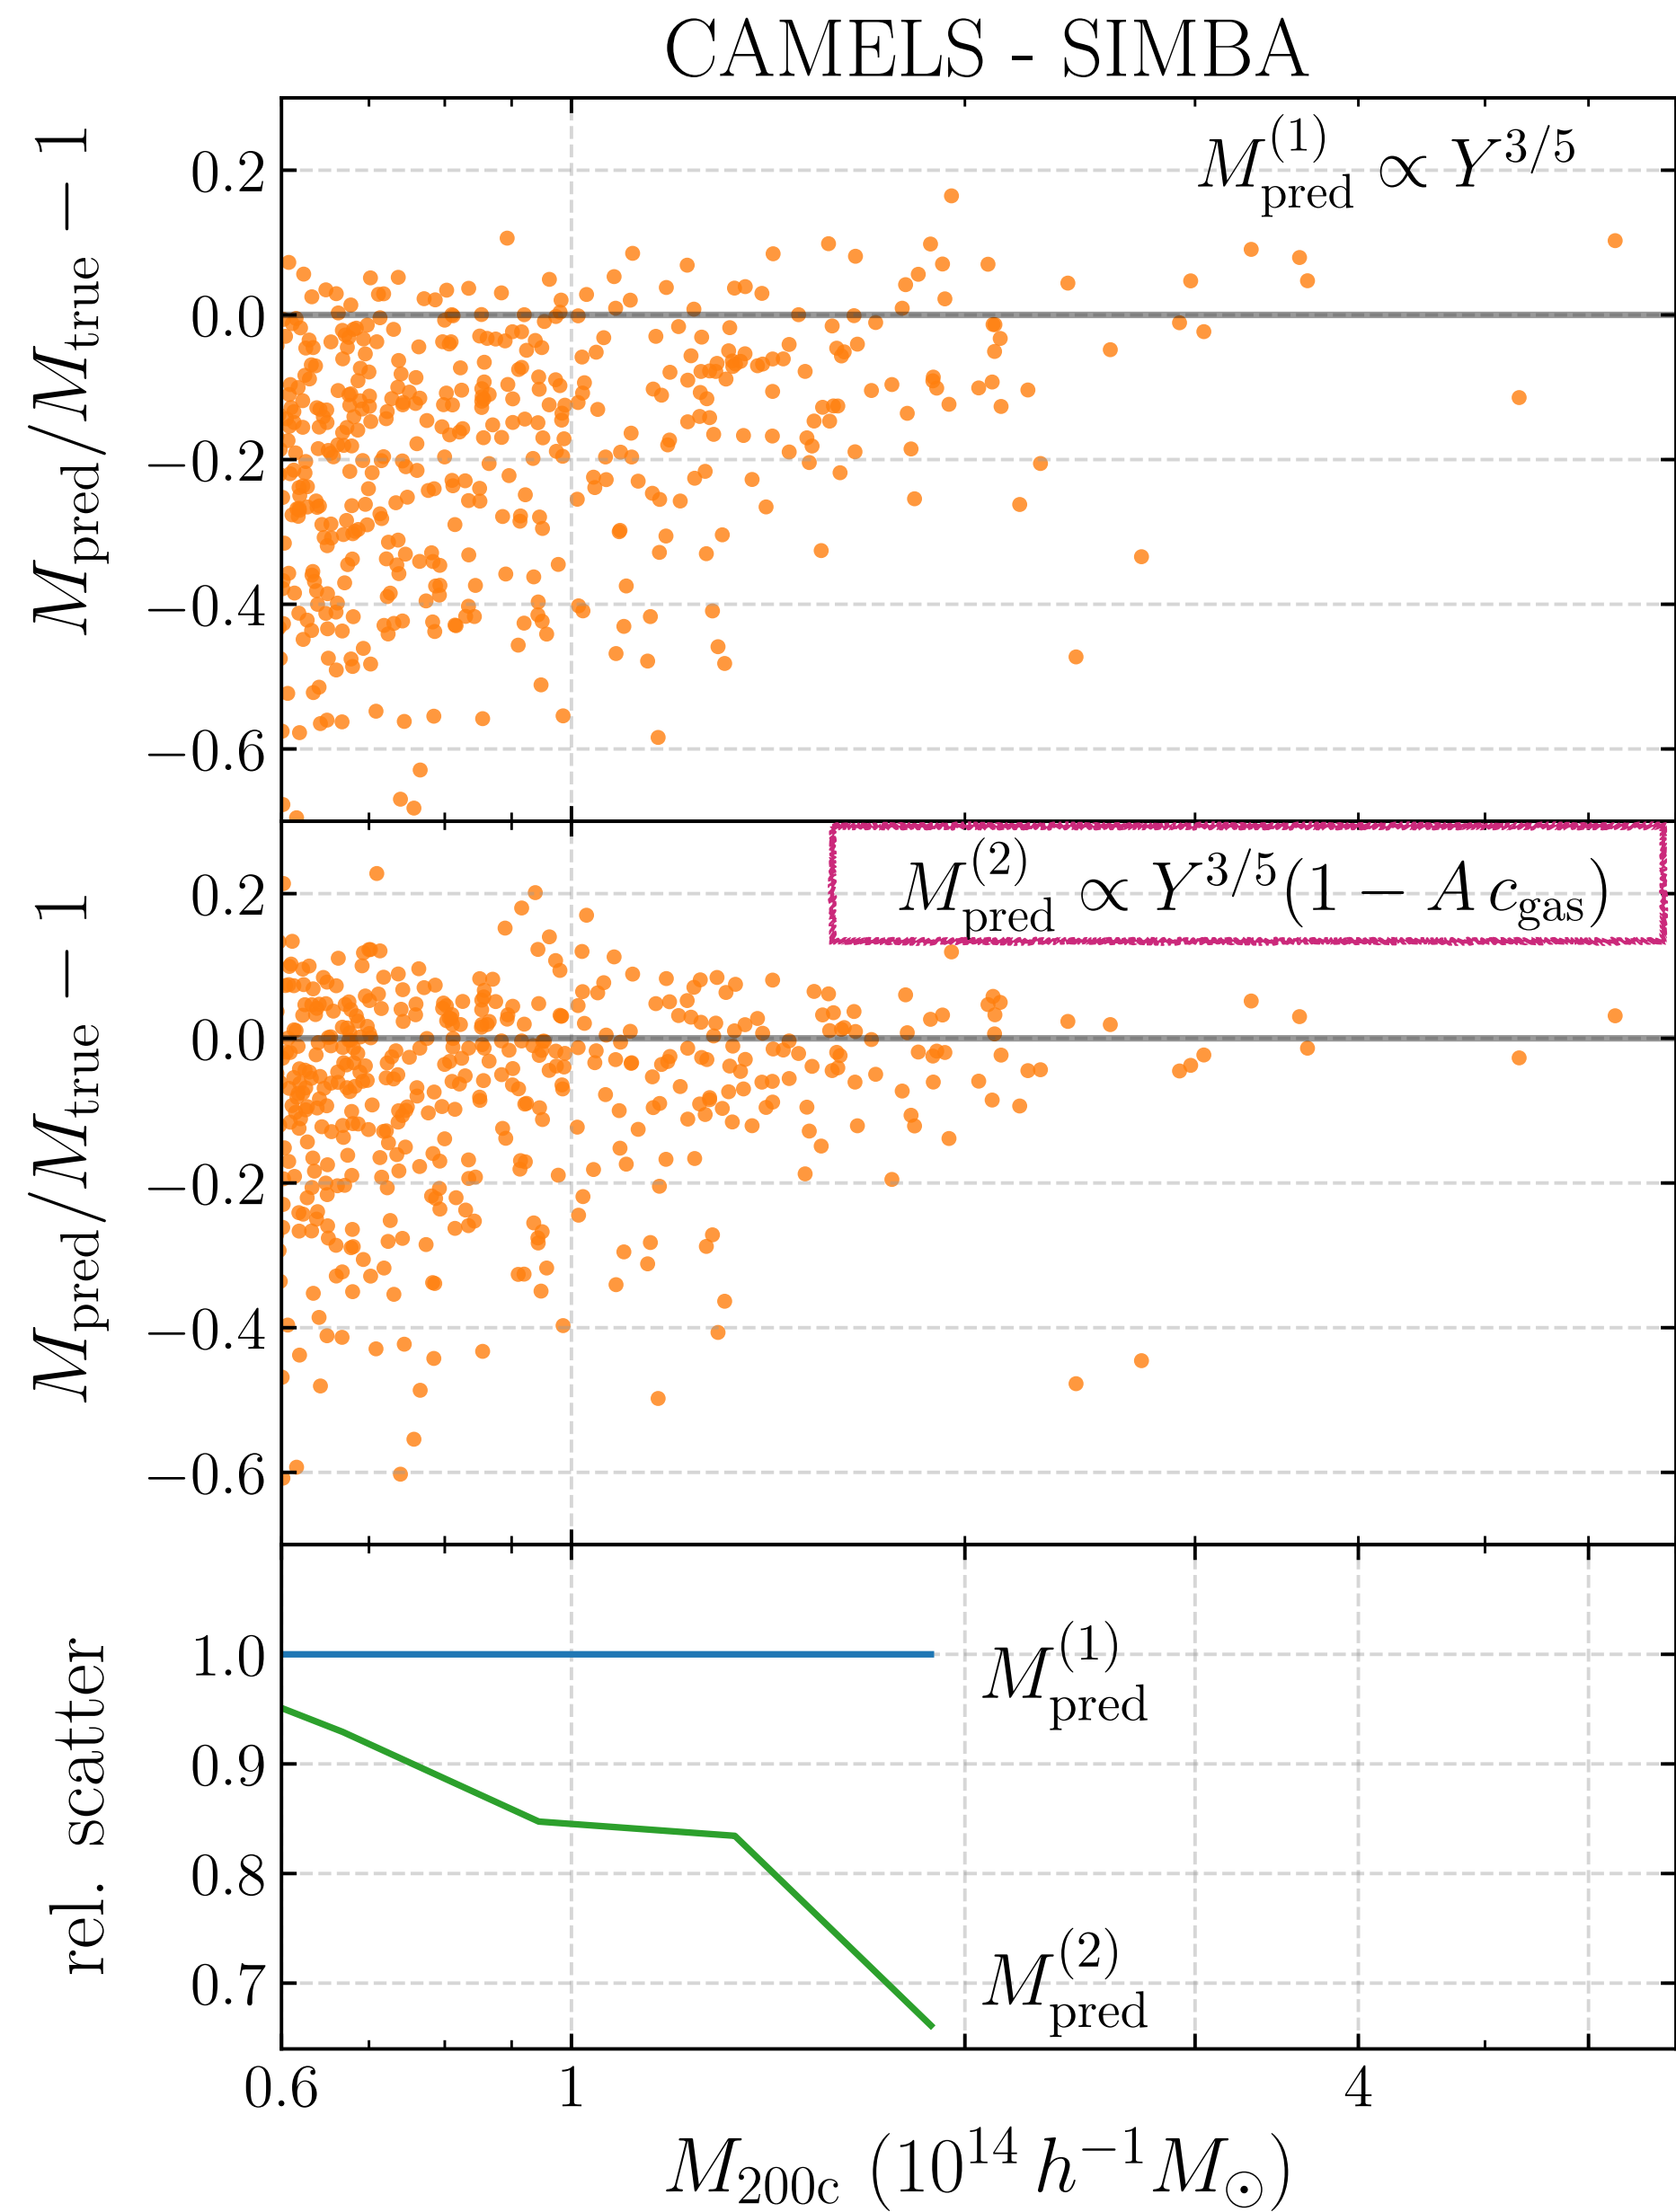 CAMELS - SIMBA
M_pred^(1) ∝ Y^3/5
0.2
0.0
−0.2
−0.4
−0.6
M_pred/M_true − 1
M_pred^(2) ∝ Y^3/5(1 − A c_gas)
0.2
0.0
−0.2
−0.4
−0.6
M_pred/M_true − 1
1.0
0.9
0.8
0.7
rel. scatter
M_pred^(1)
M_pred^(2)
0.6 1 4
M_200c (10^14 h^−1 M_⊙)